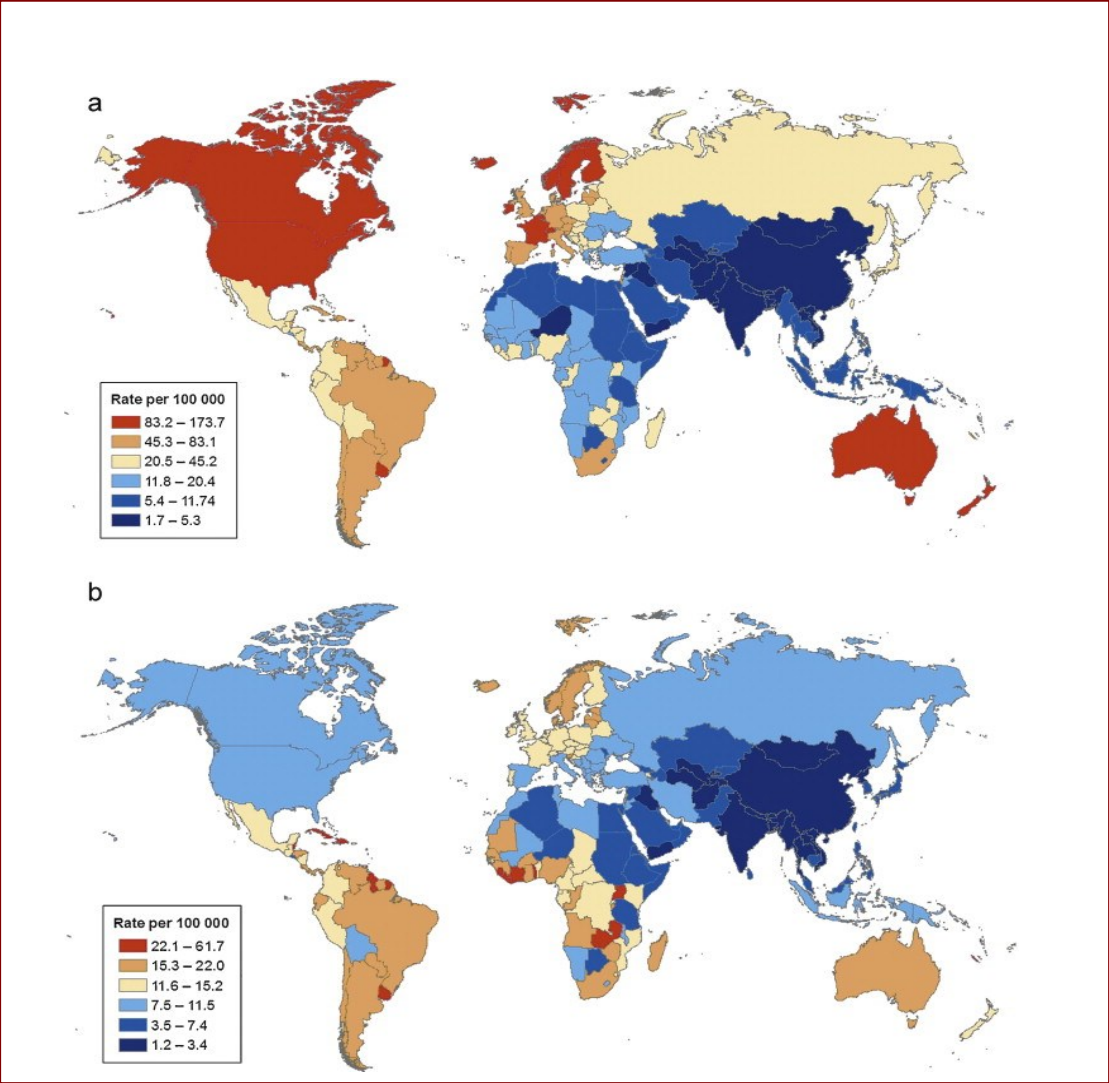 a
Rate per 100 000
83.2 – 173.7
45.3 – 83.1
20.5 – 45.2
11.8 – 20.4
5.4 – 11.74
1.7 – 5.3
b
Rate per 100 000
22.1 – 61.7
15.3 – 22.0
11.6 – 15.2
7.5 – 11.5
3.5 – 7.4
1.2 – 3.4